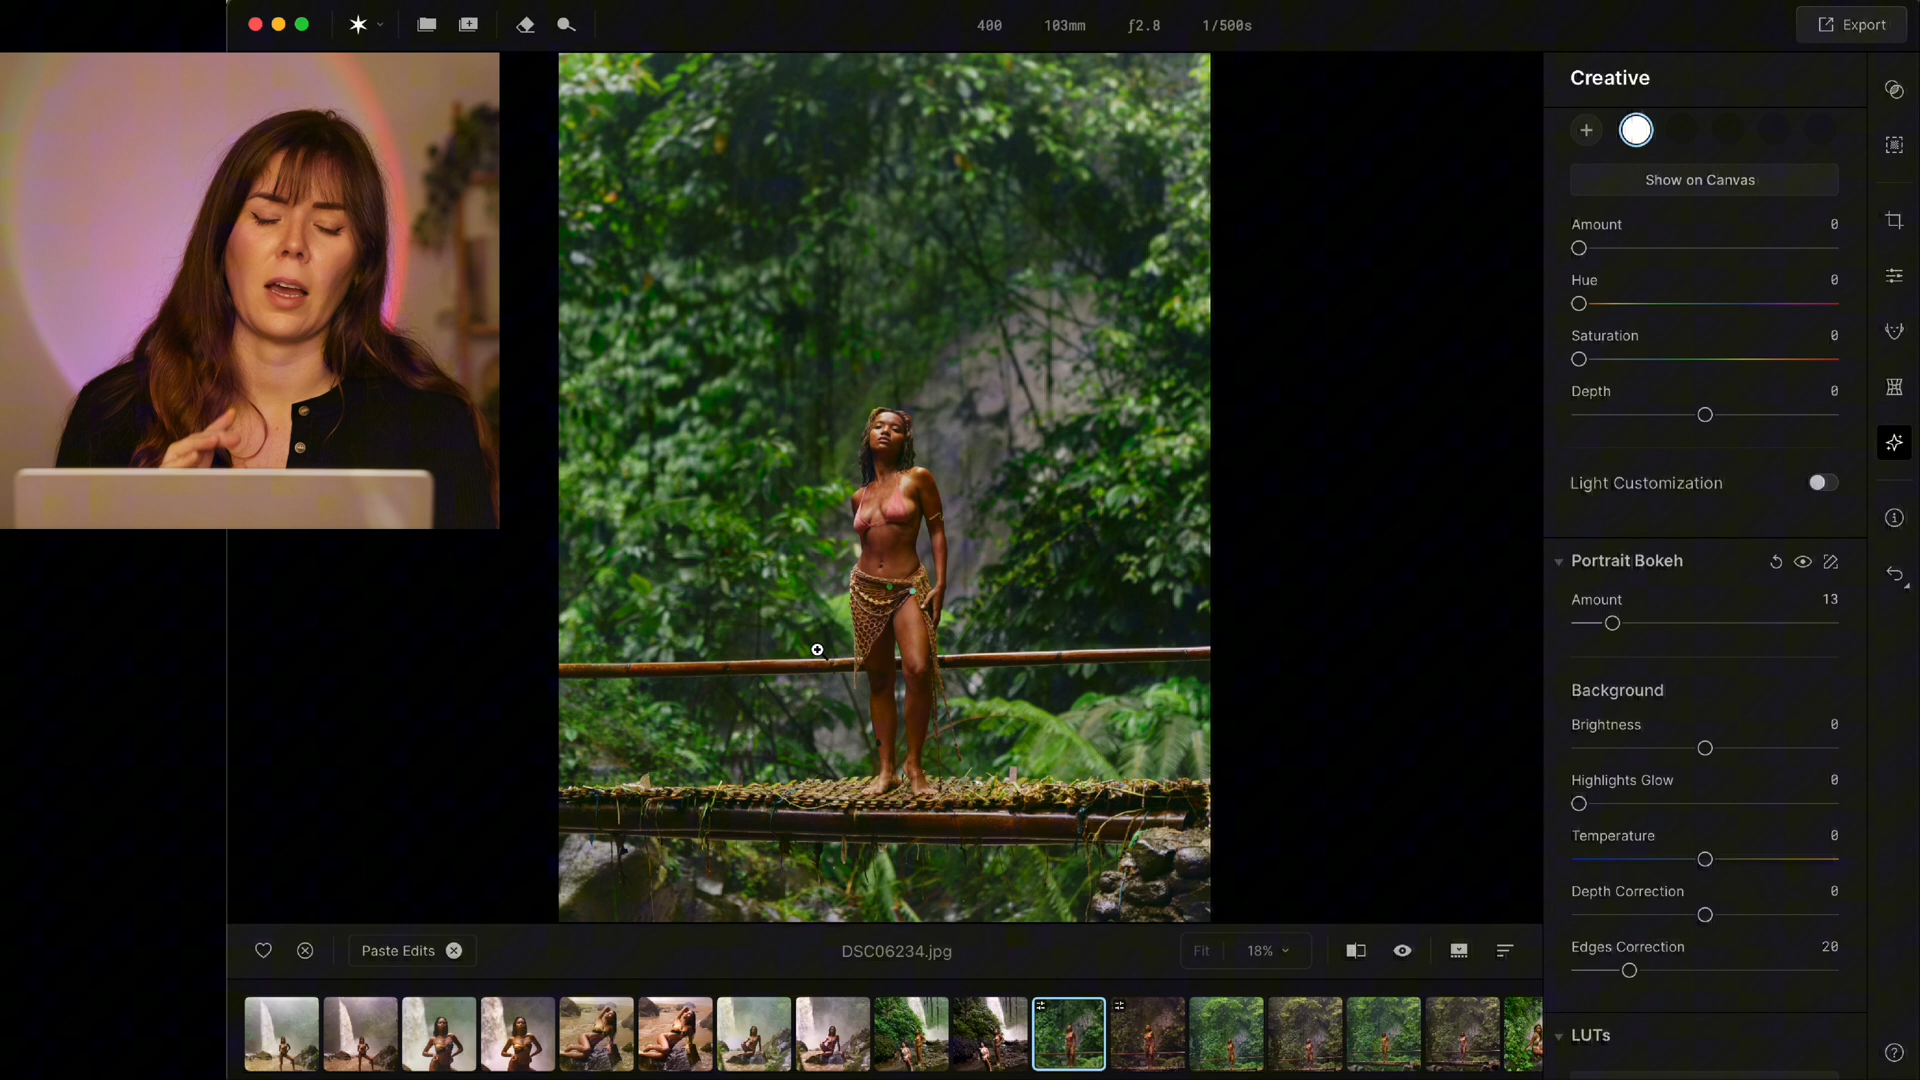 400 103mm ƒ2.8 1/500s
Export
Creative
Show on Canvas
Amount 0
Hue 0
Saturation 0
Depth 0
Light Customization
Portrait Bokeh
Amount 13
Background
Brightness 0
Highlights Glow 0
Temperature 0
Depth Correction 0
Edges Correction 20
LUTs
Paste Edits
DSC06234.jpg
Fit 18%